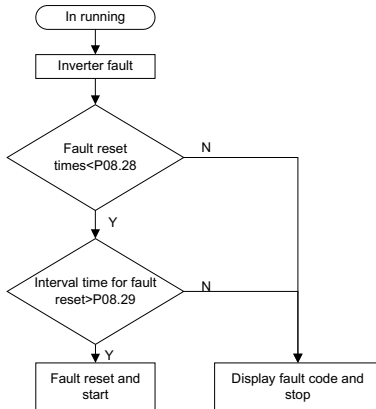 In running
Inverter fault
Fault reset
times<P08.28
N
Y
Interval time for fault
reset>P08.29
N
Y
Fault reset and
start
Display fault code and
stop